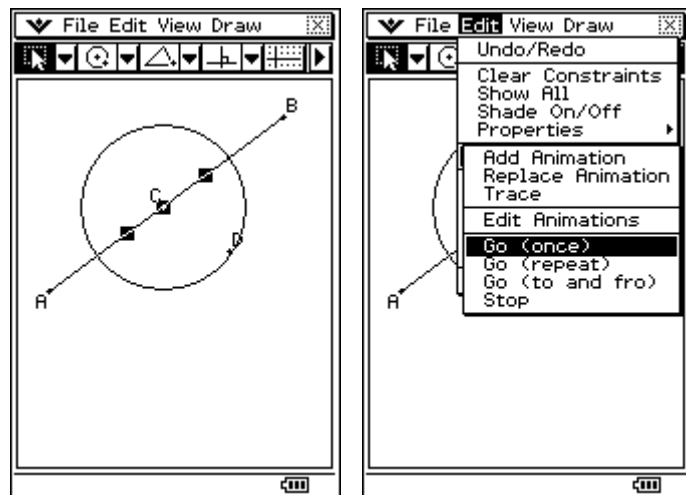 File Edit View Draw
B
C
D
A
File Edit View Draw
Undo/Redo
Clear Constraints
Show All
Shade On/Off
Properties
Add Animation
Replace Animation
Trace
Edit Animations
Go (once)
Go (repeat)
Go (to and fro)
Stop
A